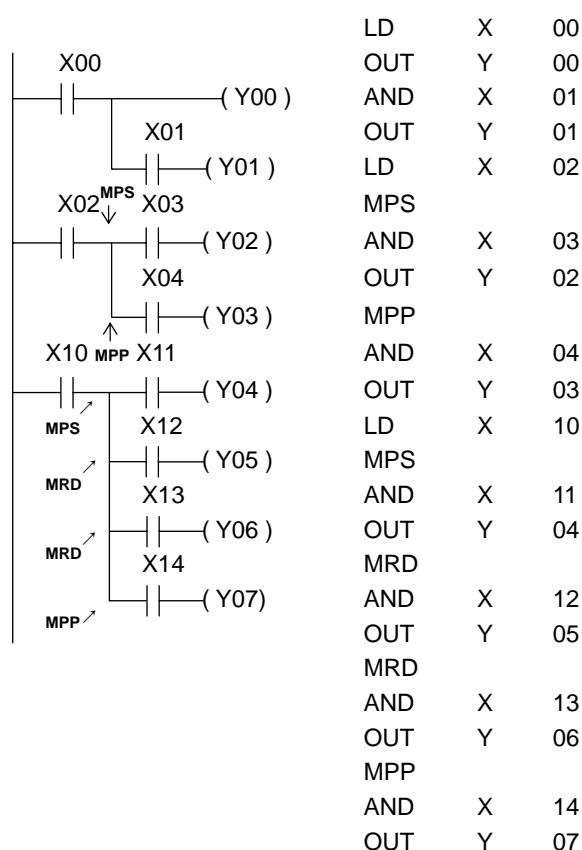 X00
( Y00 )
X01
( Y01 )
MPS
X02 X03
( Y02 )
X04
( Y03 )
X10 MPP X11
( Y04 )
MPS X12
( Y05 )
MRD
X13
( Y06 )
MRD
X14
( Y07)
MPP
LD X 00
OUT Y 00
AND X 01
OUT Y 01
LD X 02
MPS
AND X 03
OUT Y 02
MPP
AND X 04
OUT Y 03
LD X 10
MPS
AND X 11
OUT Y 04
MRD
AND X 12
OUT Y 05
MRD
AND X 13
OUT Y 06
MPP
AND X 14
OUT Y 07